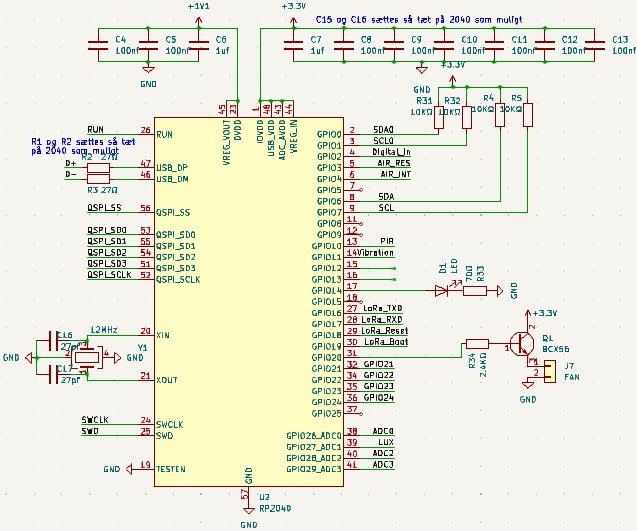 +1V1
+3.3V
C15 og C16 sættes så tæt på 2040 som muligt
C4
100nf
C5
100nf
C6
1uf
C7
1uf
C8
100nf
C9
100nf
C10
100nf
C11
100nf
C12
100nf
C13
100nf
GND
GND
+3.3V
R31
10KΩ
R32
10KΩ
R4
10KΩ
R5
10KΩ
45
23
1
48
43
44
VREG_VOUT
DVDD
IOVDD
USB_VDD
ADC_AVDD
VREG_IN
RUN
26
RUN
R1 og R2 sættes så tæt
på 2040 som muligt
R2 27Ω
D+
47
USB_DP
D-
46
USB_DM
R3 27Ω
QSPI_SS
56
QSPI_SS
QSPI_SD0
53
QSPI_SD0
QSPI_SD1
55
QSPI_SD1
QSPI_SD2
54
QSPI_SD2
QSPI_SD3
51
QSPI_SD3
QSPI_SCLK
52
QSPI_SCLK
C16
27pf
12MHz
20
XIN
GND
2
4
GND
Y1
C17
27pf
21
XOUT
SWCLK
24
SWCLK
SWD
25
SWD
GND
19
TESTEN
GPIO0
2
SDA0
GPIO1
3
SCL0
GPIO2
4
Digital_In
GPIO3
5
AIR_RES
GPIO4
6
AIR_INT
GPIO5
7
GPIO6
8
SDA
GPIO7
9
SCL
GPIO8
11
GPIO9
12
GPIO10
13
PIR
GPIO11
14
Vibration
GPIO12
15
GPIO13
16
GPIO14
17
GPIO15
18
GPIO16
27
LoRa_TXD
GPIO17
28
LoRa_RXD
GPIO18
29
LoRa_Reset
GPIO19
30
LoRa_Boot
GPIO20
31
GPIO21
32
GPIO21
GPIO22
34
GPIO22
GPIO23
35
GPIO23
GPIO24
36
GPIO24
GPIO25
37
GPIO26_ADC0
38
ADC0
GPIO27_ADC1
39
LUX
GPIO28_ADC2
40
ADC2
GPIO29_ADC3
41
ADC3
D1
LED
70Ω
R33
GND
+3.3V
R34
2.4KΩ
1
2
3
Q1
BCX56
1
2
J7
FAN
GND
GND
57
GND
U2
RP2040